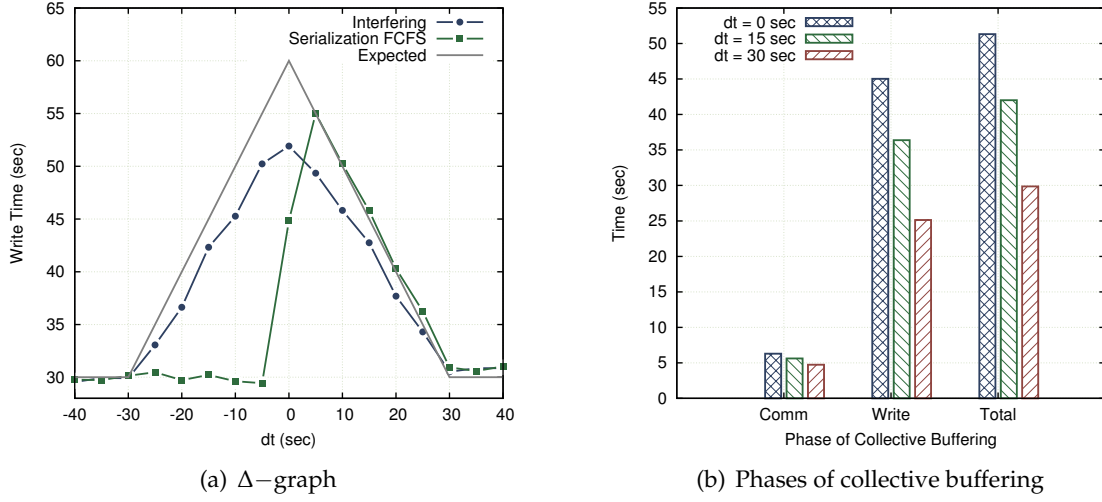 65
60
55
50
45
40
35
30
-40 -30 -20 -10 0 10 20 30 40
Write Time (sec)
dt (sec)
Interfering
Serialization FCFS
Expected
(a) Δ−graph
55
50
45
40
35
30
25
20
15
10
5
0
Time (sec)
dt = 0 sec
dt = 15 sec
dt = 30 sec
Comm Write Total
Phase of Collective Buffering
(b) Phases of collective buffering